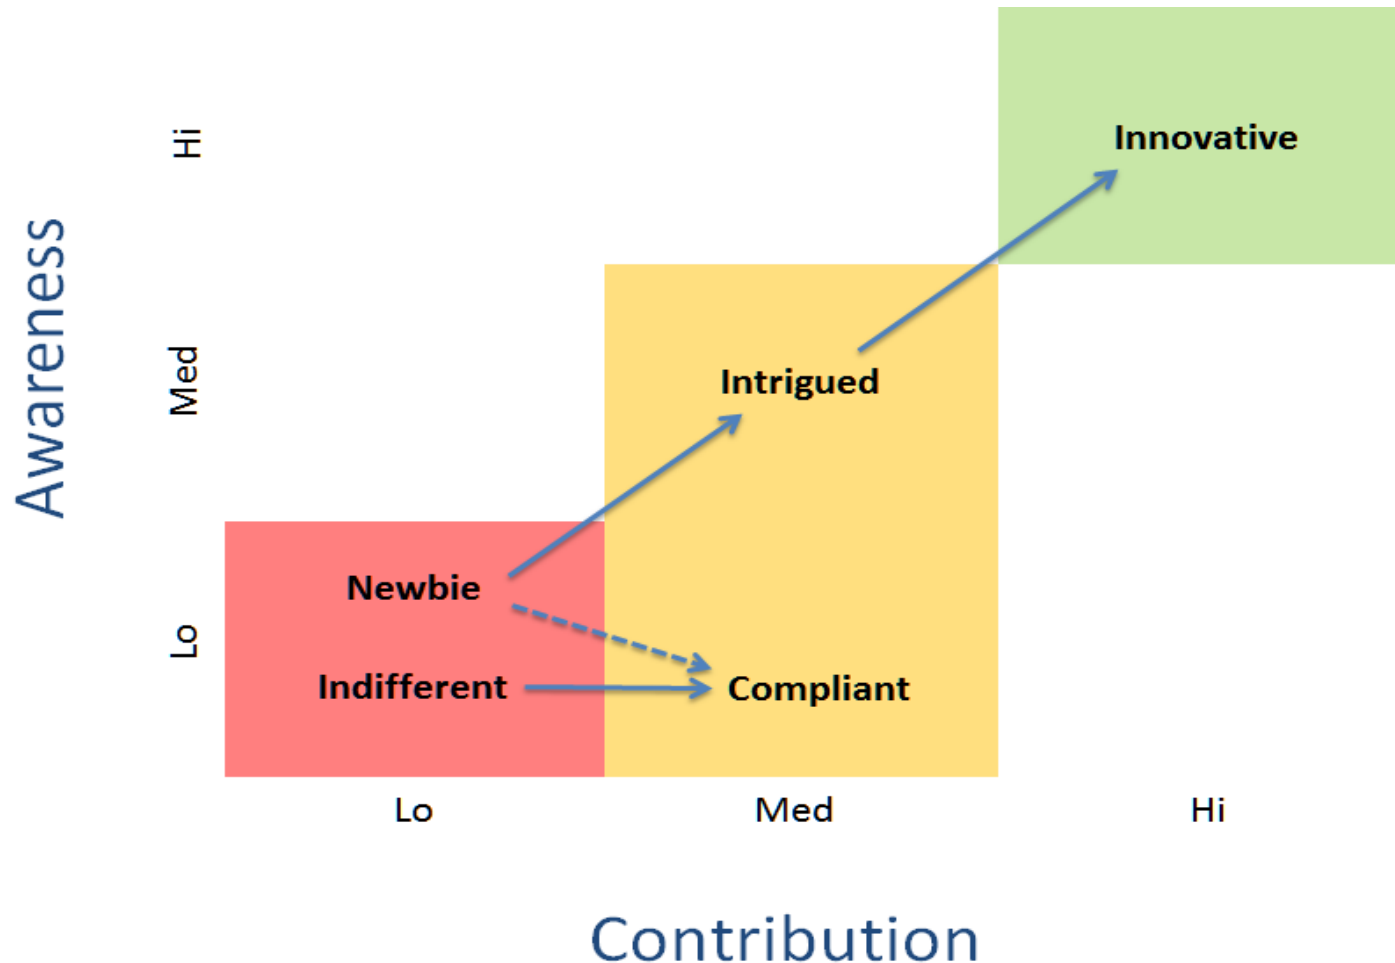 Hi
Innovative
Awareness
Med
Intrigued
Newbie
Lo
Indifferent
Compliant
Lo
Med
Hi
Contribution